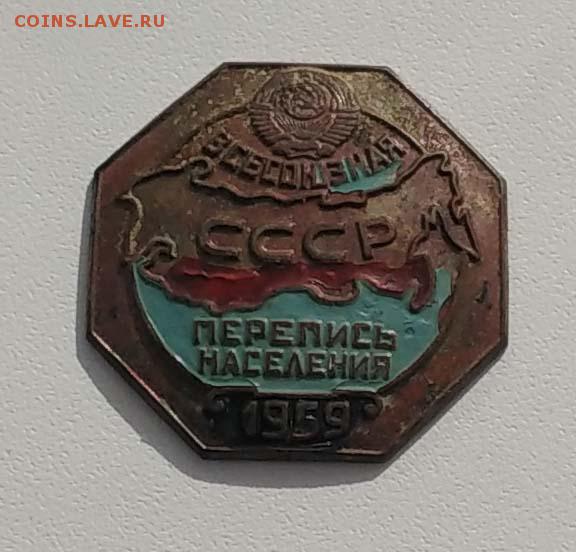 COINS.LAVE.RU
ВСЕСОЮЗНАЯ
СССР
ПЕРЕПИСЬ
НАСЕЛЕНИЯ
1959